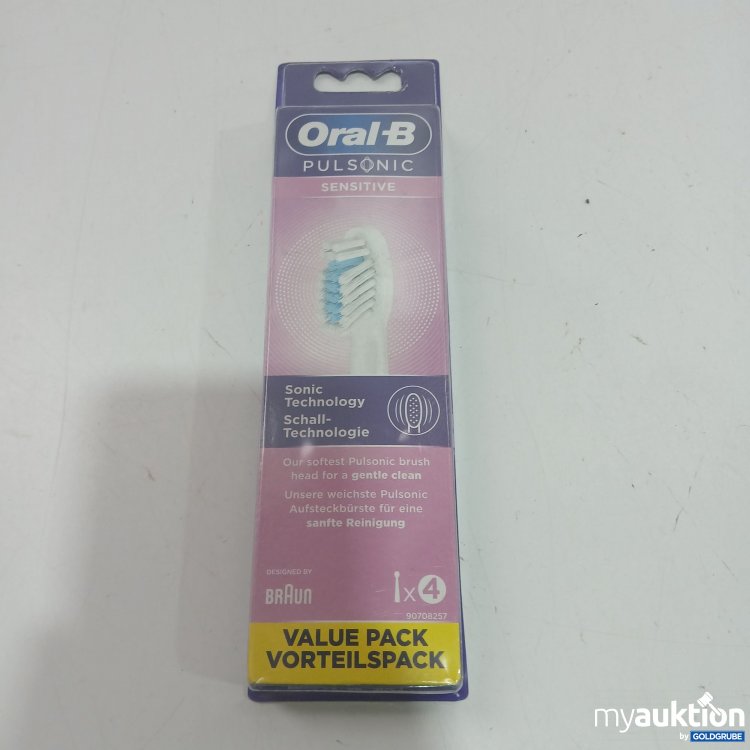 Oral-B
PULSONIC
SENSITIVE
Sonic
Technology
Schall-
Technologie
Our softest Pulsonic brush
head for a gentle clean
Unsere weichste Pulsonic
Aufsteckbürste für eine
sanfte Reinigung
DESIGNED BY
BRAUN
x4
90708257
VALUE PACK
VORTEILSPACK
myauktion
by GOLDGRUBE